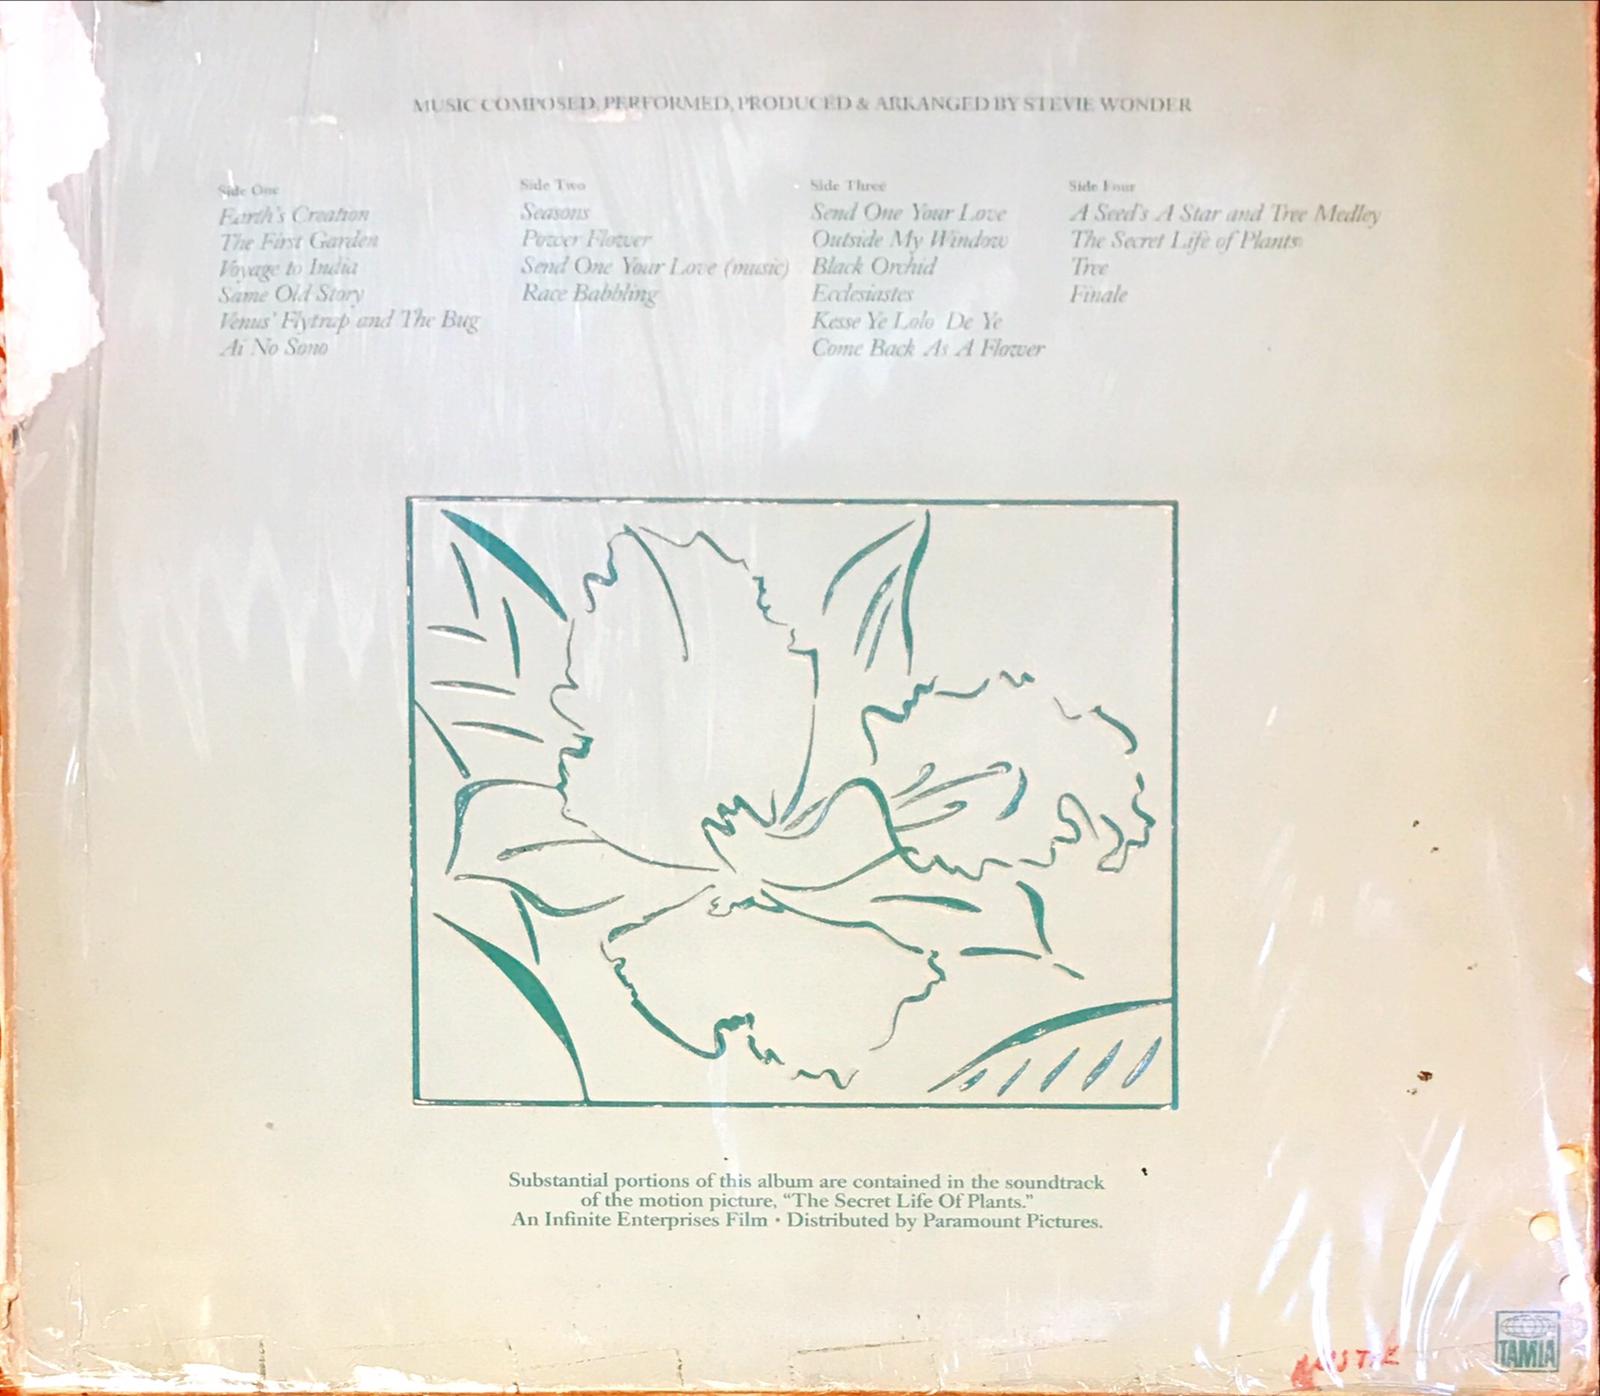 MUSIC COMPOSED, PERFORMED, PRODUCED & ARRANGED BY STEVIE WONDER
Side One
Earth's Creation
The First Garden
Voyage to India
Same Old Story
Venus' Flytrap and The Bug
Ai No Sono
Side Two
Seasons
Power Flower
Send One Your Love (music)
Race Babbling
Side Three
Send One Your Love
Outside My Window
Black Orchid
Ecclesiastes
Kesse Ye Lolo De Ye
Come Back As A Flower
Side Four
A Seed's A Star and Tree Medley
The Secret Life of Plants
Tree
Finale
Substantial portions of this album are contained in the soundtrack
of the motion picture, “The Secret Life Of Plants.”
An Infinite Enterprises Film • Distributed by Paramount Pictures.
TAMLA